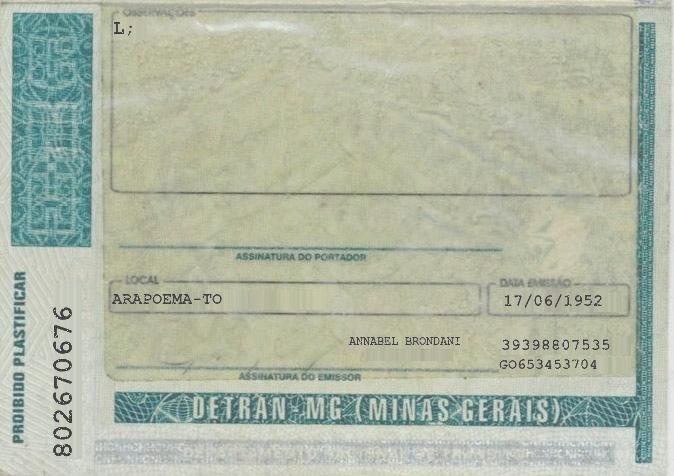 OBSERVAÇÕES
L;
ASSINATURA DO PORTADOR
LOCAL
DATA EMISSÃO
ARAPOEMA-TO
17/06/1952
ANNABEL BRONDANI
39398807535
GO653453704
ASSINATURA DO EMISSOR
DETRAN-MG (MINAS GERAIS)
PROIBIDO PLASTIFICAR
802670676